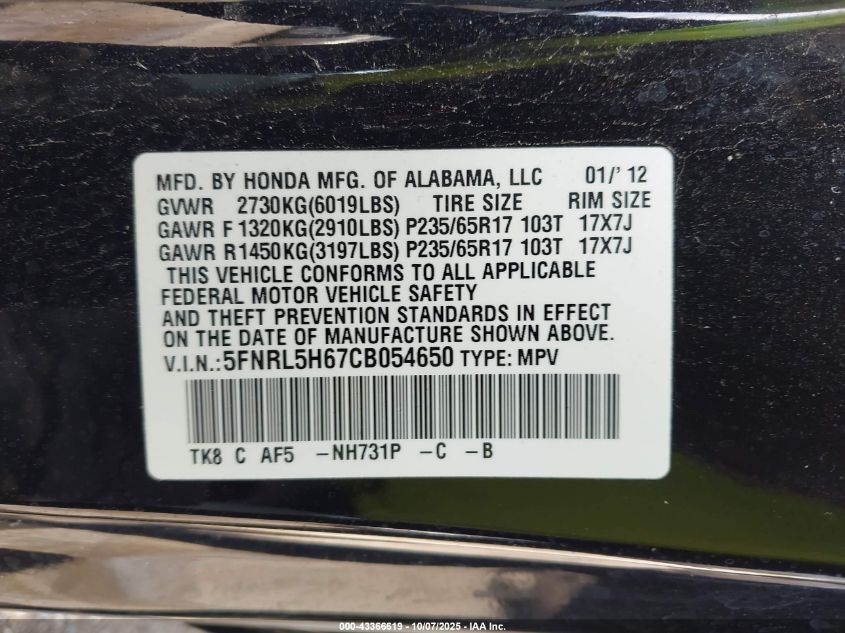 MFD. BY HONDA MFG. OF ALABAMA, LLC 01/'12
GVWR 2730KG(6019LBS) TIRE SIZE RIM SIZE
GAWR F 1320KG(2910LBS) P235/65R17 103T 17X7J
GAWR R1450KG(3197LBS) P235/65R17 103T 17X7J
THIS VEHICLE CONFORMS TO ALL APPLICABLE
FEDERAL MOTOR VEHICLE SAFETY
AND THEFT PREVENTION STANDARDS IN EFFECT
ON THE DATE OF MANUFACTURE SHOWN ABOVE.
V.I.N.:5FNRL5H67CB054650 TYPE: MPV
TK8 C AF5 -NH731P -C -B
000-43366619 - 10/07/2025 - IAA Inc.